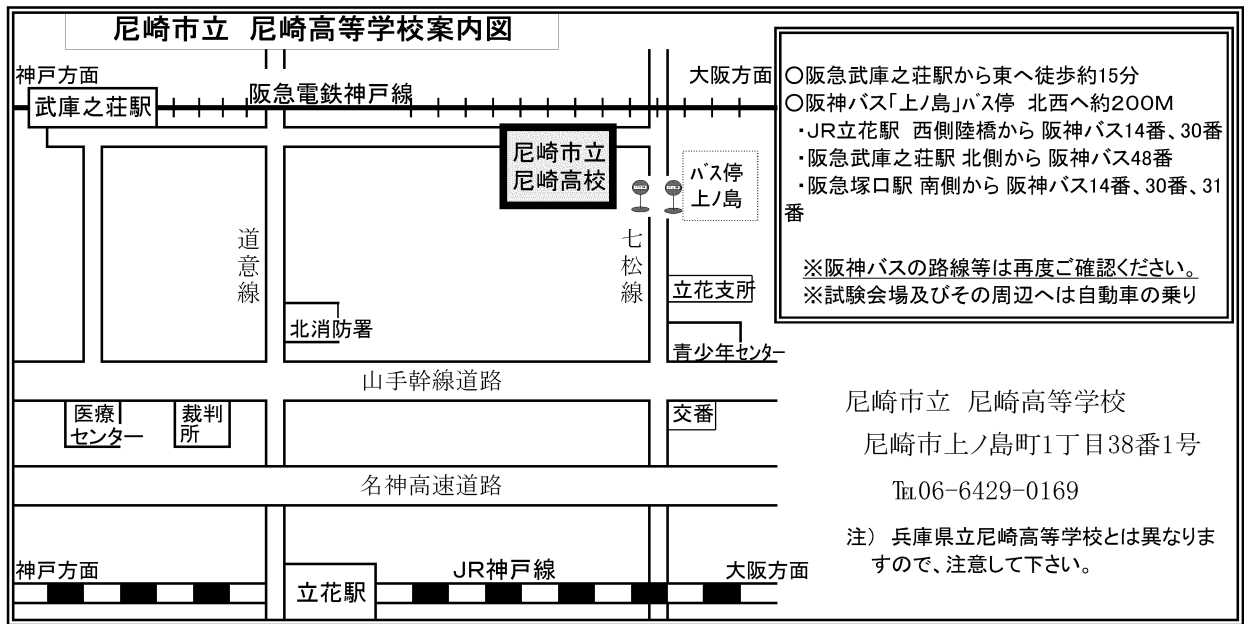 尼崎市立 尼崎高等学校案内図
神戸方面
大阪方面
武庫之荘駅
阪急電鉄神戸線
尼崎市立
尼崎高校
バス停
上ノ島
道意線
七松線
立花支所
北消防署
青少年センター
山手幹線道路
医療
センター
裁判
所
交番
名神高速道路
神戸方面
JR神戸線
大阪方面
立花駅
○阪急武庫之荘駅から東へ徒歩約15分
○阪神バス「上ノ島」バス停 北西へ約200M
・JR立花駅 西側陸橋から 阪神バス14番、30番
・阪急武庫之荘駅 北側から 阪神バス48番
・阪急塚口駅 南側から 阪神バス14番、30番、31
番
※阪神バスの路線等は再度ご確認ください。
※試験会場及びその周辺へは自動車の乗り
尼崎市立 尼崎高等学校
尼崎市上ノ島町1丁目38番1号
℡06-6429-0169
注) 兵庫県立尼崎高等学校とは異なりま
すので、注意して下さい。